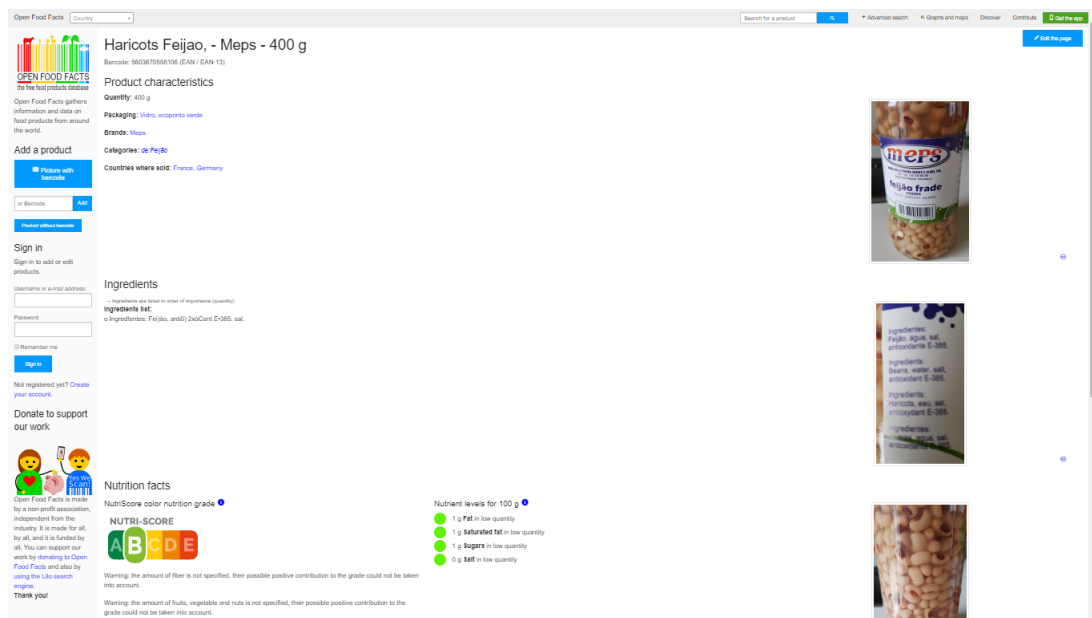 Open Food Facts
Country
Search for a product
Advanced search
Graphs and maps
Discover
Contribute
Get the app
OPEN FOOD FACTS
the free food products database
Open Food Facts gathers
information and data on
food products from around
the world.
Add a product
Picture with
barcode
or Barcode
Add
Product without barcode
Sign in
Sign-in to add or edit
products.
Username or e-mail address
Password
Remember me
Sign in
Not registered yet? Create
your account.
Donate to support
our work
Yes We
Scan!
Open Food Facts is made
by a non-profit association,
independent from the
industry. It is made for all,
by all, and it is funded by
all. You can support our
work by donating to Open
Food Facts and also by
using the Lilo search
engine.
Thank you!
Haricots Feijao, - Meps - 400 g
Edit the page
Barcode: 5603670556106 (EAN / EAN-13)
Product characteristics
Quantity: 400 g
Packaging: Vidro, ecoponto verde
Brands: Meps
Categories: de:Feijão
Countries where sold: France, Germany
meps
feijão frade
Ingredients
→ Ingredients are listed in order of importance (quantity).
Ingredients list:
Ingredientes:
Feijão, água, sal,
antioxidante E-385.
Ingredients:
Beans, water, salt,
antioxidant E-385.
Ingredients:
Haricots, eau, sel,
antioxydant E-385.
Ingredientes:
agua, sal,
E-385.
Nutrition facts
NutriScore color nutrition grade
NUTRI-SCORE
A B C D E
Warning: the amount of fiber is not specified, their possible positive contribution to the grade could not be taken
into account.
Warning: the amount of fruits, vegetable and nuts is not specified, their possible positive contribution to the
grade could not be taken into account.
Nutrient levels for 100 g
1 g Fat in low quantity
1 g Saturated fat in low quantity
1 g Sugars in low quantity
0 g Salt in low quantity